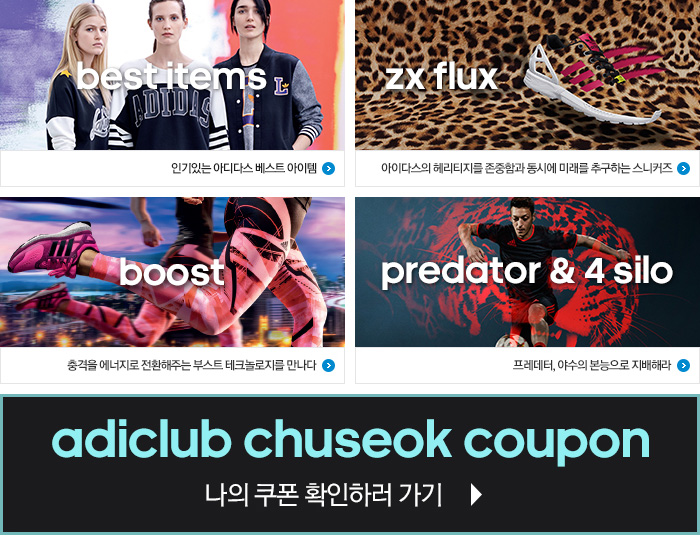 best items
ADIDAS
L
zx flux
인기있는 아디다스 베스트 아이템
아이다스의 헤리티지를 존중함과 동시에 미래를 추구하는 스니커즈
boost
predator & 4 silo
충격을 에너지로 전환해주는 부스트 테크놀로지를 만나다
프레데터, 야수의 본능으로 지배해라
adiclub chuseok coupon
나의 쿠폰 확인하러 가기